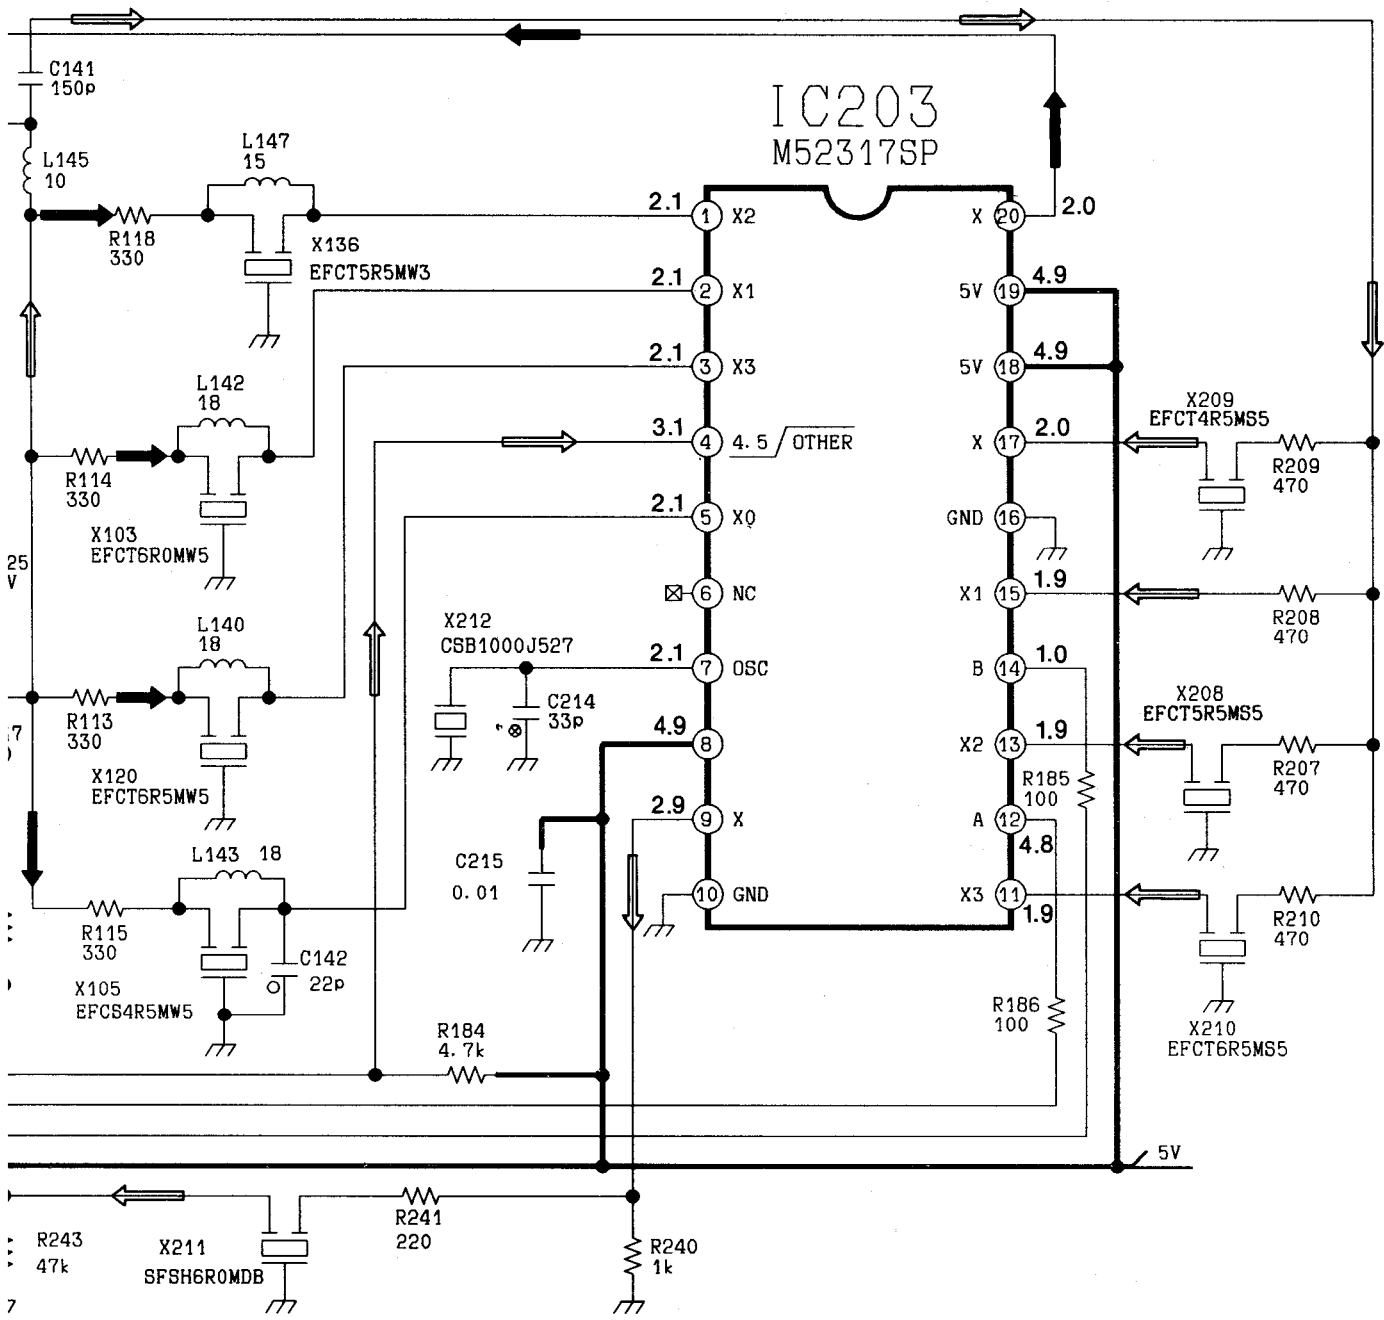 C141
150p
IC203
M52317SP
L147
15
L145
10
R118
330
X136
EFCT5R5MW3
2.1
1
X2
X
20
2.0
2.1
2
X1
5V
19
4.9
2.1
3
X3
5V
18
4.9
L142
18
R114
330
X103
EFCT6R0MW5
3.1
4
4.5/OTHER
X
17
2.0
X209
EFCT4R5MS5
R209
470
2.1
5
X0
GND
16
25
V
6
NC
X1
15
1.9
R208
470
L140
18
R113
330
X120
EFCT6R5MW5
X212
CSB1000J527
2.1
7
OSC
B
14
1.0
C214
33p
4.9
8
X2
13
1.9
X208
EFCT5R5MS5
R207
470
R185
100
2.9
9
X
A
12
4.8
L143 18
C215
0.01
10
GND
X3
11
1.9
R210
470
R115
330
X105
EFCS4R5MW5
C142
22p
R186
100
X210
EFCT6R5MS5
R184
4.7k
5V
R243
47k
X211
SFSH6R0MDB
R241
220
R240
1k